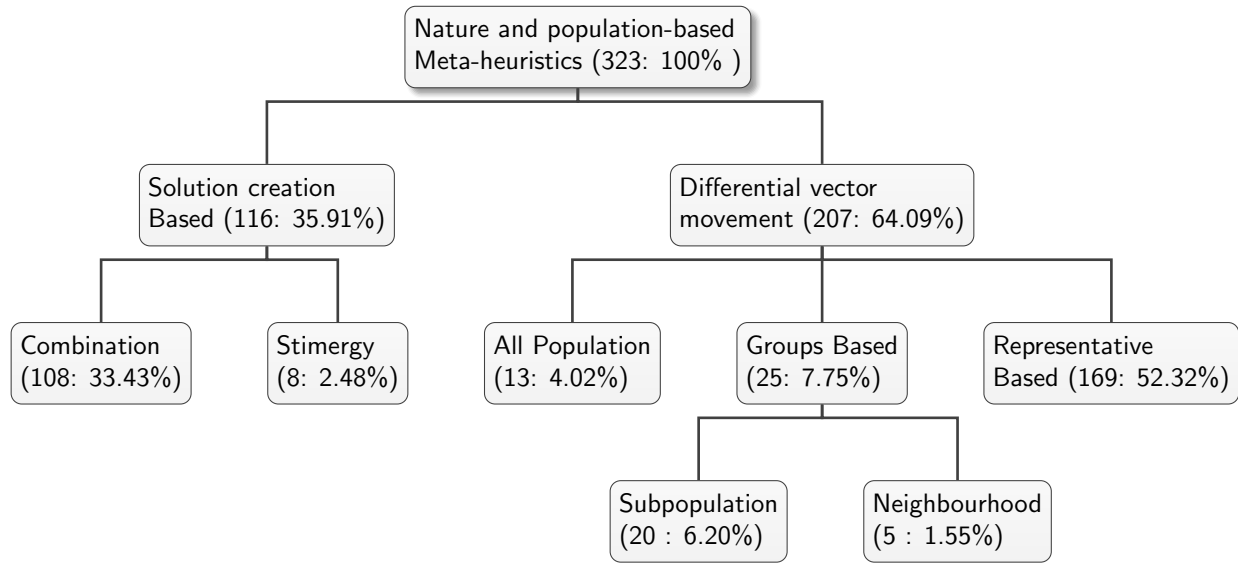 Nature and population-based
Meta-heuristics (323: 100% )
Solution creation
Based (116: 35.91%)
Differential vector
movement (207: 64.09%)
Combination
(108: 33.43%)
Stimergy
(8: 2.48%)
All Population
(13: 4.02%)
Groups Based
(25: 7.75%)
Representative
Based (169: 52.32%)
Subpopulation
(20 : 6.20%)
Neighbourhood
(5 : 1.55%)